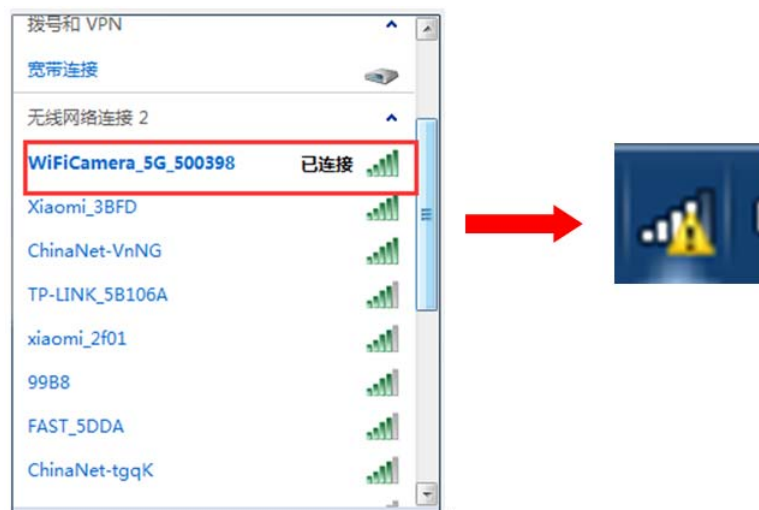 拨号和 VPN
宽带连接
无线网络连接 2
WiFiCamera_5G_500398 已连接
Xiaomi_3BFD
ChinaNet-VnNG
TP-LINK_5B106A
xiaomi_2f01
99B8
FAST_5DDA
ChinaNet-tgqK